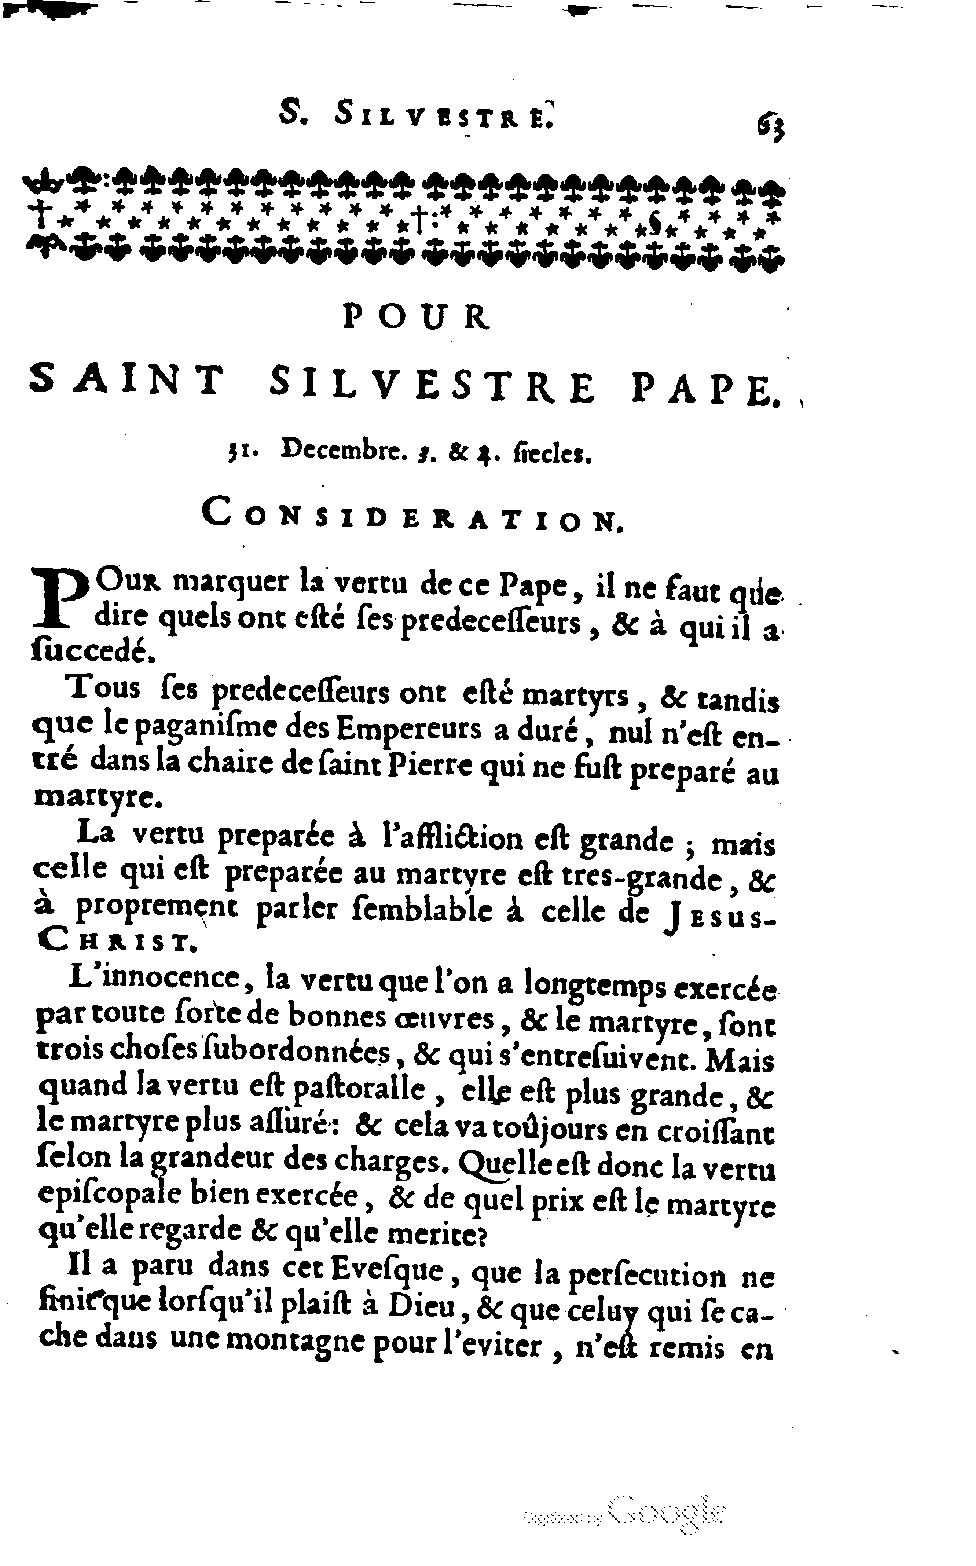 S. SILVESTRE. 63
POUR
SAINT SILVESTRE PAPE.
31. Decembre. 3. & 4. ſiecles.
CONSIDERATION.
POUR marquer la vertu de ce Pape, il ne faut que
dire quels ont eſté ſes predeceſſeurs, & à qui il a
ſuccedé.
Tous ſes predeceſſeurs ont eſté martyrs, & tandis
que le paganiſme des Empereurs a duré, nul n'eſt en-
tré dans la chaire de ſaint Pierre qui ne fuſt preparé au
martyre.
La vertu preparée à l'affliction eſt grande ; mais
celle qui eſt preparée au martyre eſt tres-grande, &
à proprement parler ſemblable à celle de JESUS-
CHRIST.
L'innocence, la vertu que l'on a longtemps exercée
par toute ſorte de bonnes œuvres, & le martyre, ſont
trois choſes ſubordonnées, & qui s'entreſuivent. Mais
quand la vertu eſt paſtoralle, elle eſt plus grande, &
le martyre plus aſſuré: & cela va toûjours en croiſſant
ſelon la grandeur des charges. Quelle eſt donc la vertu
epiſcopale bien exercée, & de quel prix eſt le martyre
qu'elle regarde & qu'elle merite?
Il a paru dans cet Eveſque, que la perſecution ne
finit que lorſqu'il plaiſt à Dieu, & que celuy qui ſe ca-
che dans une montagne pour l'eviter, n'eſt remis en
Digitized by Google